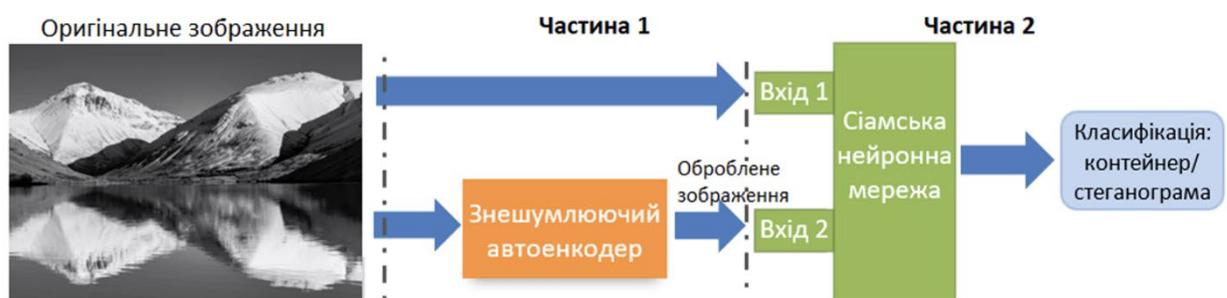 Оригінальне зображення
Частина 1
Частина 2
Вхід 1
Сіамська
нейронна
мережа
Класифікація:
контейнер/
стеганограма
Оброблене
зображення
Знешумлюючий
автоенкодер
Вхід 2